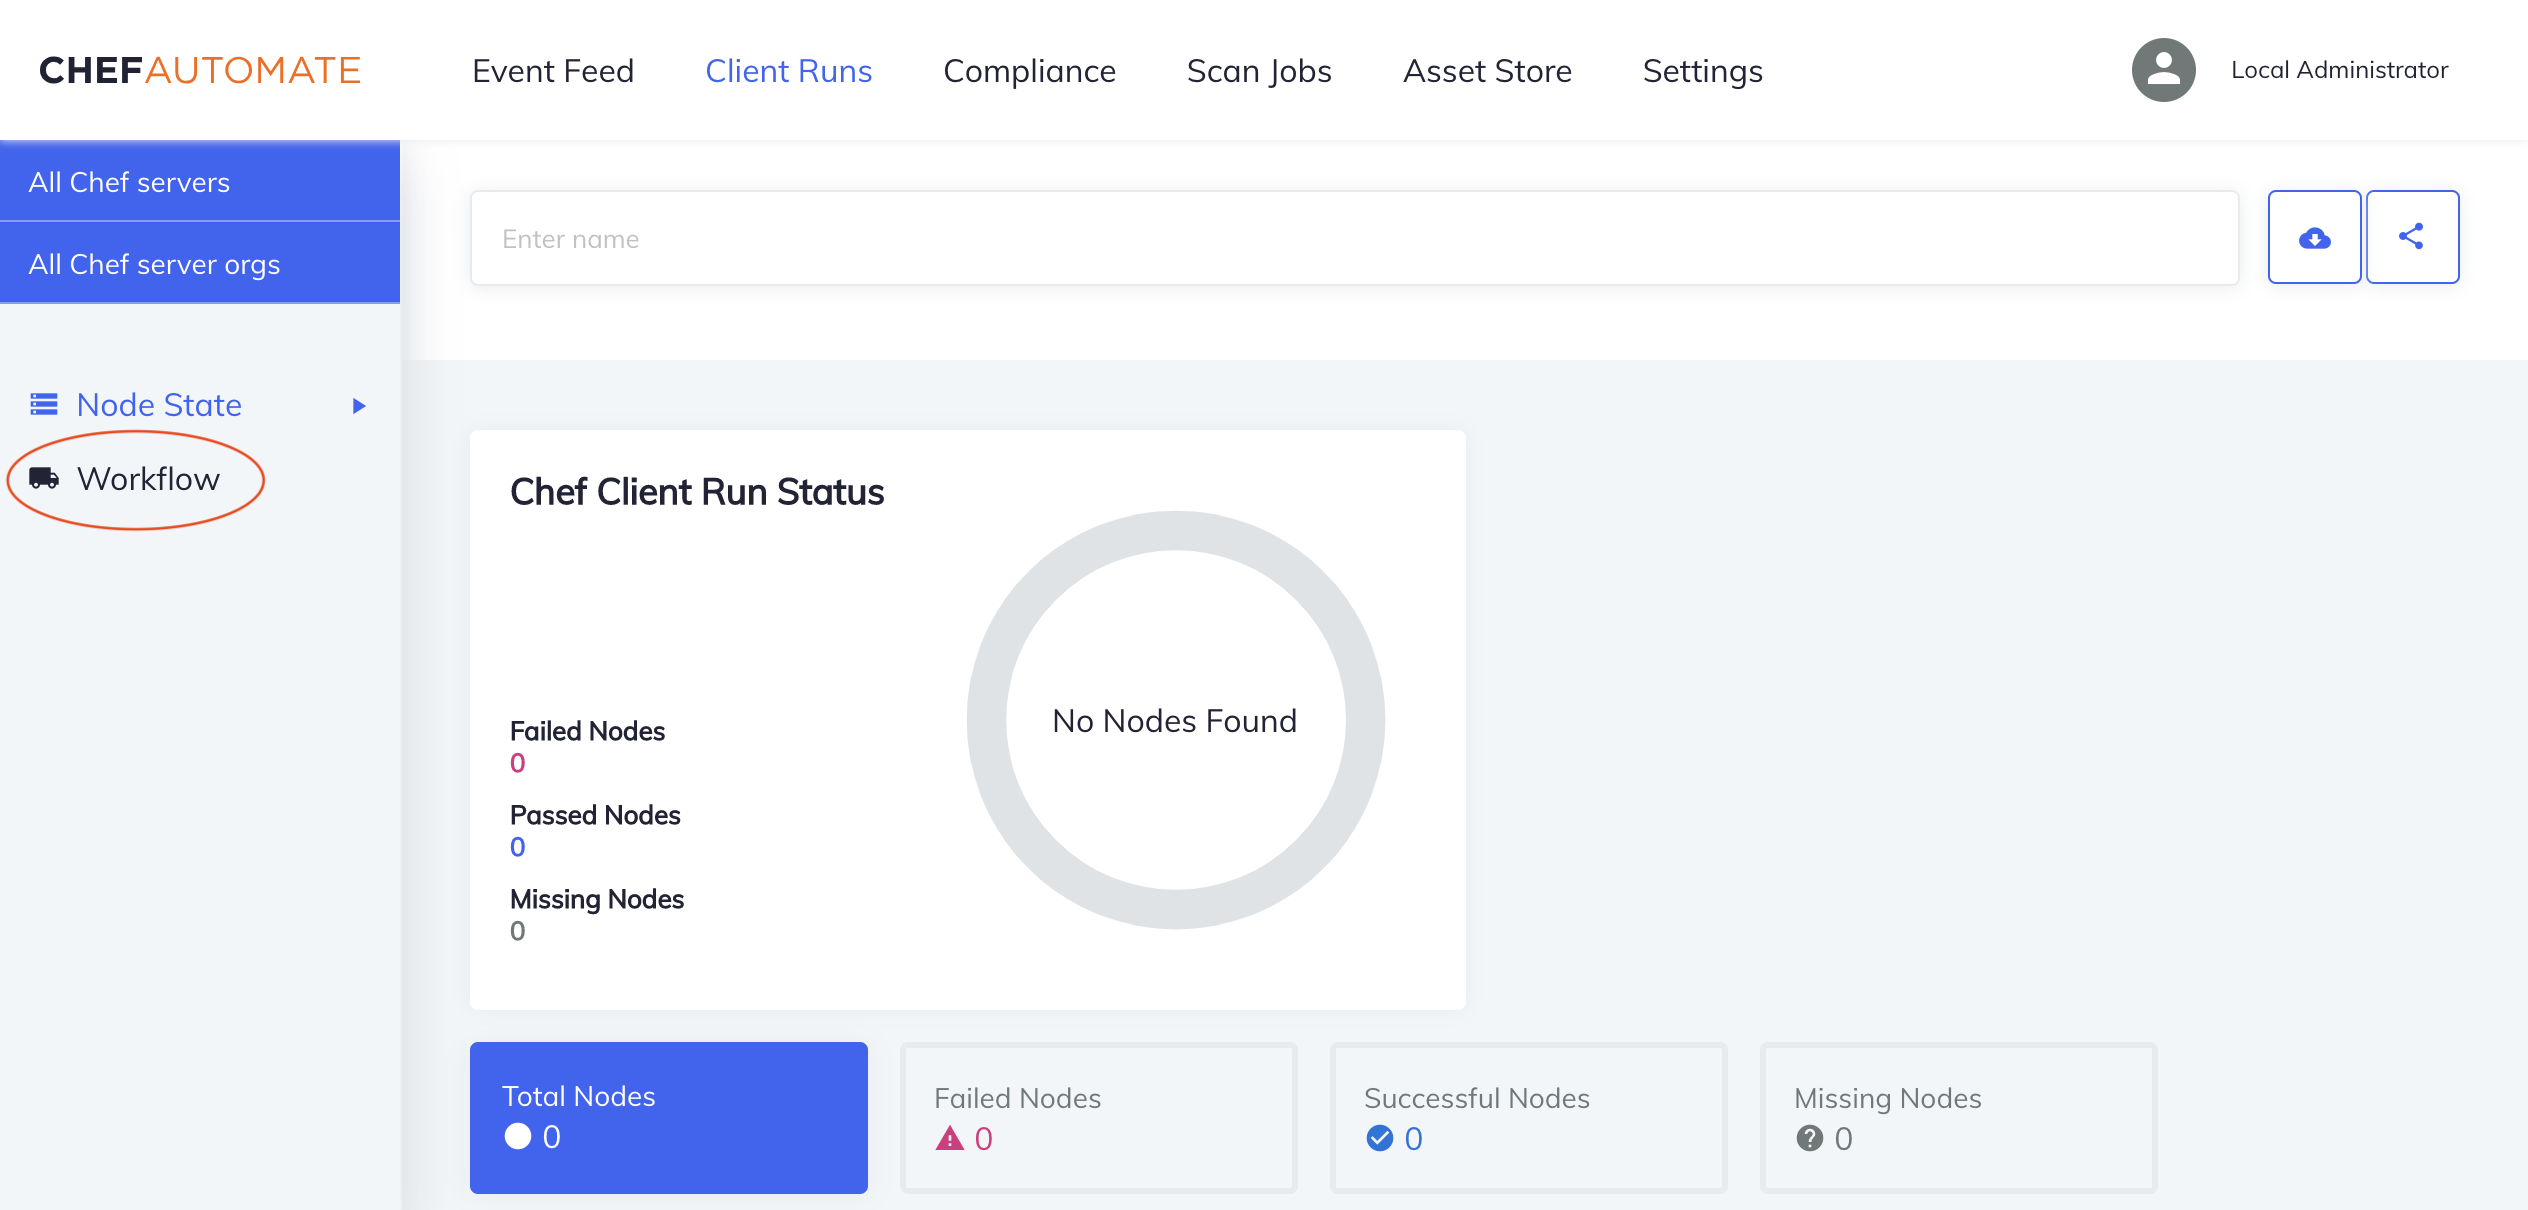 CHEFAUTOMATE
Event Feed
Client Runs
Compliance
Scan Jobs
Asset Store
Settings
Local Administrator
All Chef servers
All Chef server orgs
Enter name
Node State
Workflow
Chef Client Run Status
Failed Nodes
0
Passed Nodes
0
Missing Nodes
0
No Nodes Found
Total Nodes
0
Failed Nodes
0
Successful Nodes
0
Missing Nodes
0